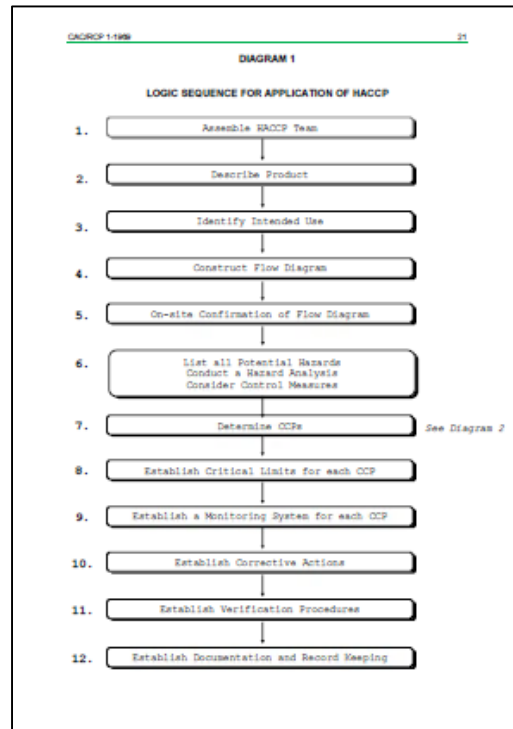 CAC/RCP 1-1969 21
DIAGRAM 1
LOGIC SEQUENCE FOR APPLICATION OF HACCP
1. Assemble HACCP Team
2. Describe Product
3. Identify Intended Use
4. Construct Flow Diagram
5. On-site Confirmation of Flow Diagram
6. List all Potential Hazards
Conduct a Hazard Analysis
Consider Control Measures
7. Determine CCPs See Diagram 2
8. Establish Critical Limits for each CCP
9. Establish a Monitoring System for each CCP
10. Establish Corrective Actions
11. Establish Verification Procedures
12. Establish Documentation and Record Keeping